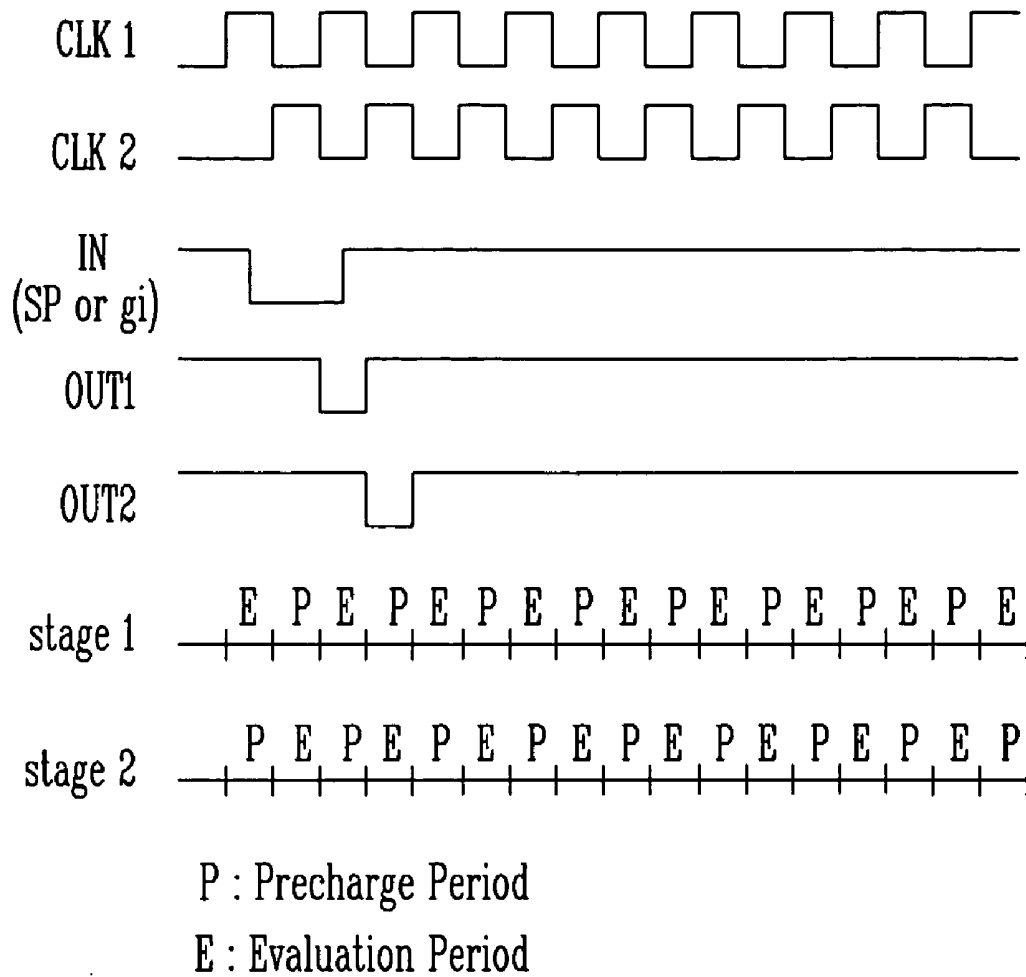 CLK 1
CLK 2
IN
(SP or gi)
OUT1
OUT2
E P E P E P E P E P E P E P E P E
stage 1
P E P E P E P E P E P E P E P E P
stage 2
P : Precharge Period
E : Evaluation Period